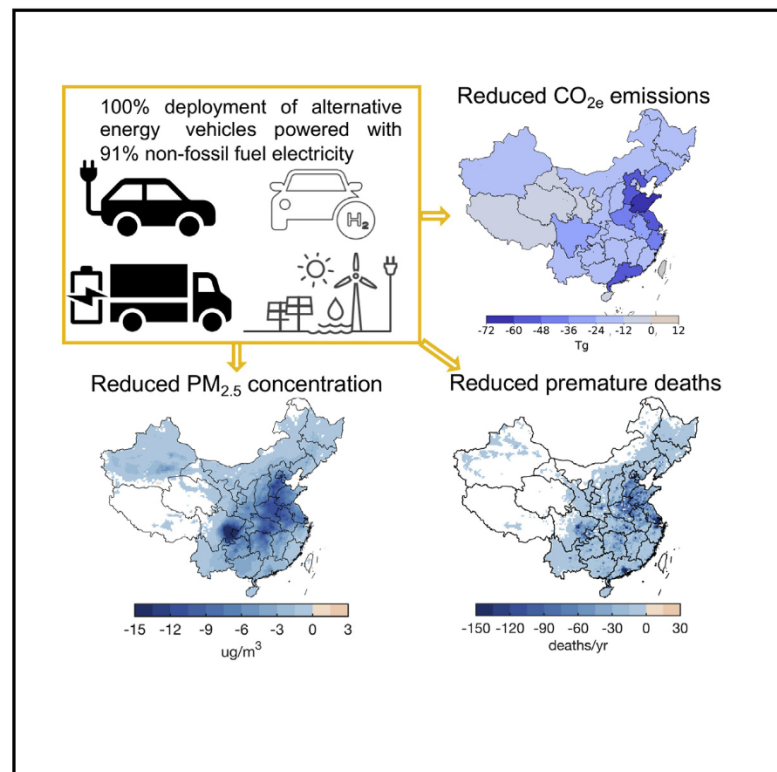 100% deployment of alternative
energy vehicles powered with
91% non-fossil fuel electricity
H₂
Reduced CO₂e emissions
-72 -60 -48 -36 -24 -12 0 12
Tg
Reduced PM₂.₅ concentration
-15 -12 -9 -6 -3 0 3
ug/m³
Reduced premature deaths
-150 -120 -90 -60 -30 0 30
deaths/yr